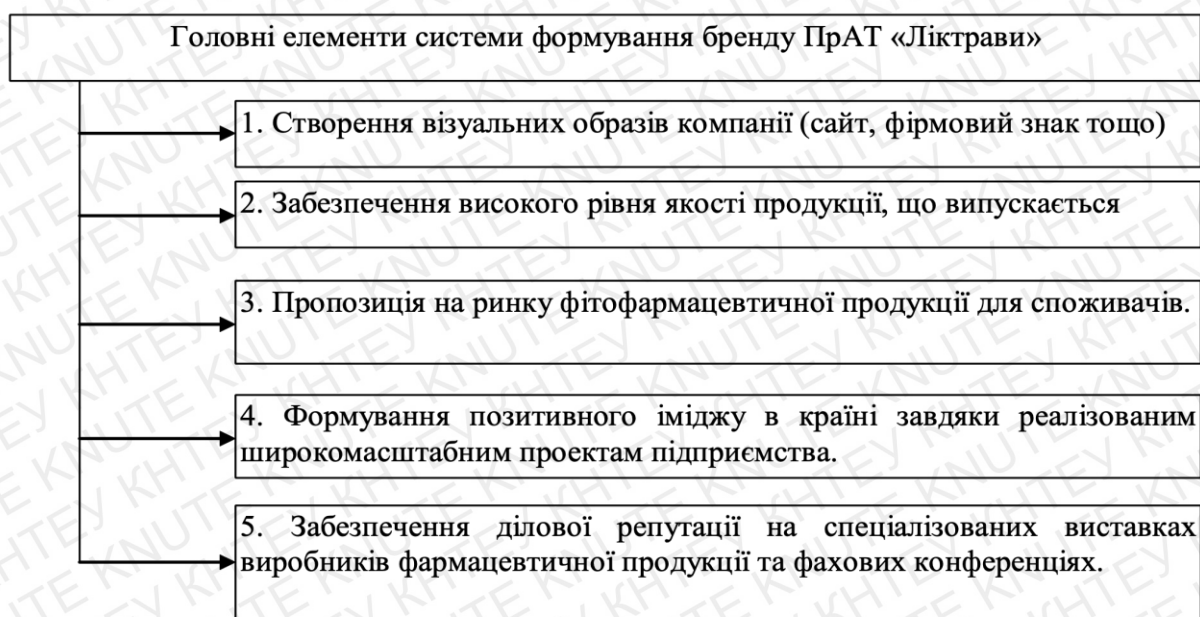 Головні елементи системи формування бренду ПрАТ «Ліктрави»
1. Створення візуальних образів компанії (сайт, фірмовий знак тощо)
2. Забезпечення високого рівня якості продукції, що випускається
3. Пропозиція на ринку фітофармацевтичної продукції для споживачів.
4. Формування позитивного іміджу в країні завдяки реалізованим
широкомасштабним проектам підприємства.
5. Забезпечення ділової репутації на спеціалізованих виставках
виробників фармацевтичної продукції та фахових конференціях.